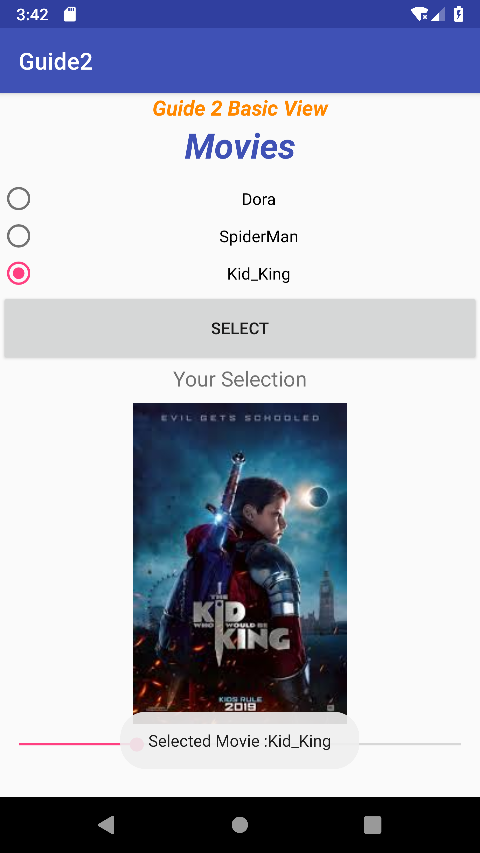 3:42
Guide2
Guide 2 Basic View
Movies
Dora
SpiderMan
Kid_King
SELECT
Your Selection
EVIL GETS SCHOOLED
THE
KID
WHO WOULD BE
KING
KIDS RULE
2019
Selected Movie :Kid_King